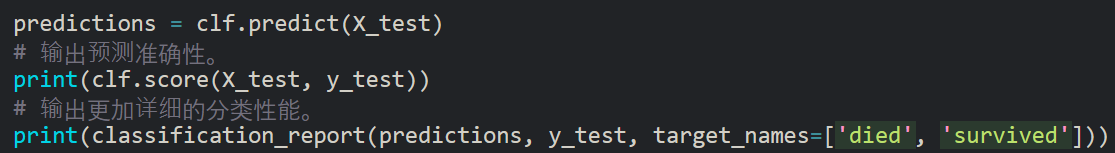 predictions = clf.predict(X_test)
# 输出预测准确性。
print(clf.score(X_test, y_test))
# 输出更加详细的分类性能。
print(classification_report(predictions, y_test, target_names=['died', 'survived']))